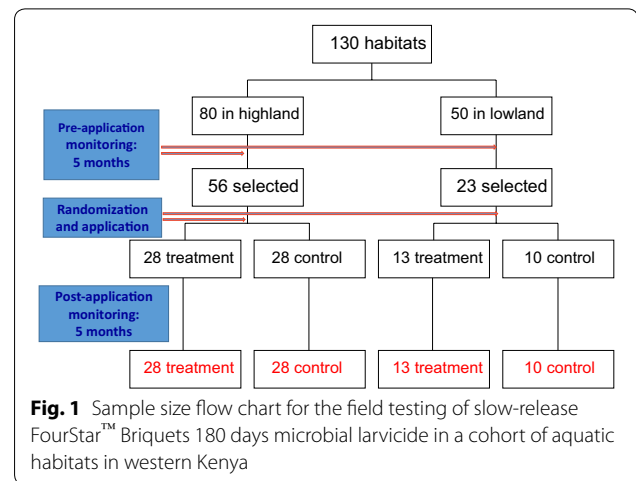 130 habitats
80 in highland
50 in lowland
Pre-application
monitoring:
5 months
56 selected
23 selected
Randomization
and application
28 treatment
28 control
13 treatment
10 control
Post-application
monitoring:
5 months
28 treatment
28 control
13 treatment
10 control
Fig. 1 Sample size flow chart for the field testing of slow-release
FourStar™ Briquets 180 days microbial larvicide in a cohort of aquatic
habitats in western Kenya